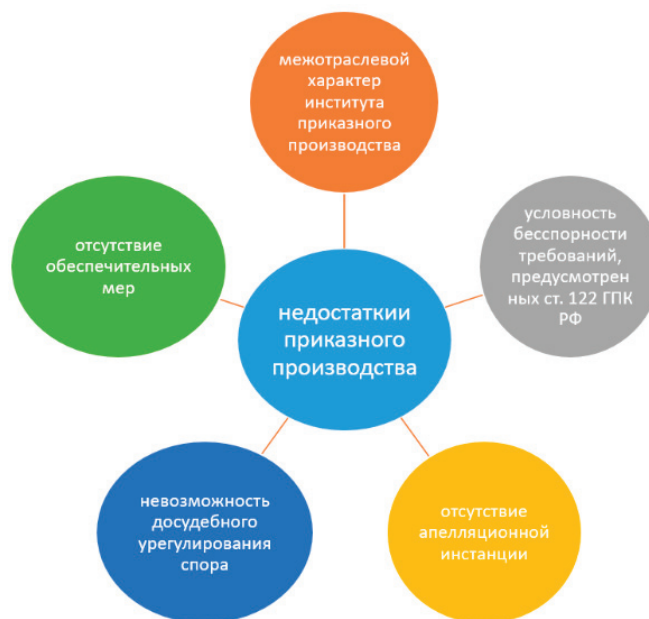 межотраслевой
характер
института
приказного
производства
условность
бесспорности
требований,
предусмотрен
ных ст. 122 ГПК
РФ
отсутствие
апелляционной
инстанции
невозможность
досудебного
урегулирования
спора
отсутствие
обеспечительных
мер
недостаткии
приказного
производства